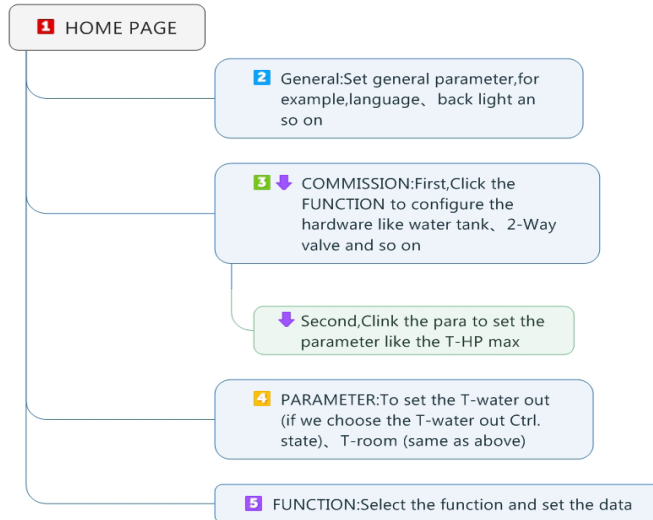 1 HOME PAGE
2 General:Set general parameter,for
example,language、 back light an
so on
3 COMMISSION:First,Click the
FUNCTION to configure the
hardware like water tank、 2-Way
valve and so on
Second,Clink the para to set the
parameter like the T-HP max
4 PARAMETER:To set the T-water out
(if we choose the T-water out Ctrl.
state)、 T-room (same as above)
5 FUNCTION:Select the function and set the data